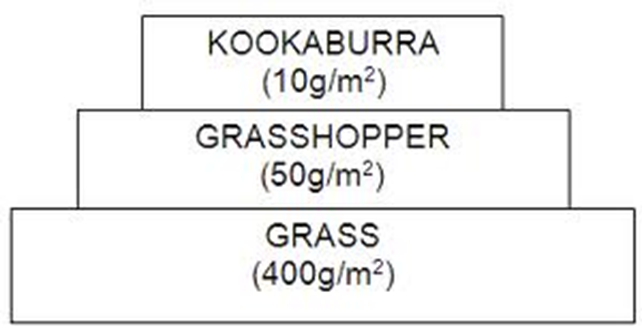 KOOKABURRA
(10g/m²)
GRASSHOPPER
(50g/m²)
GRASS
(400g/m²)